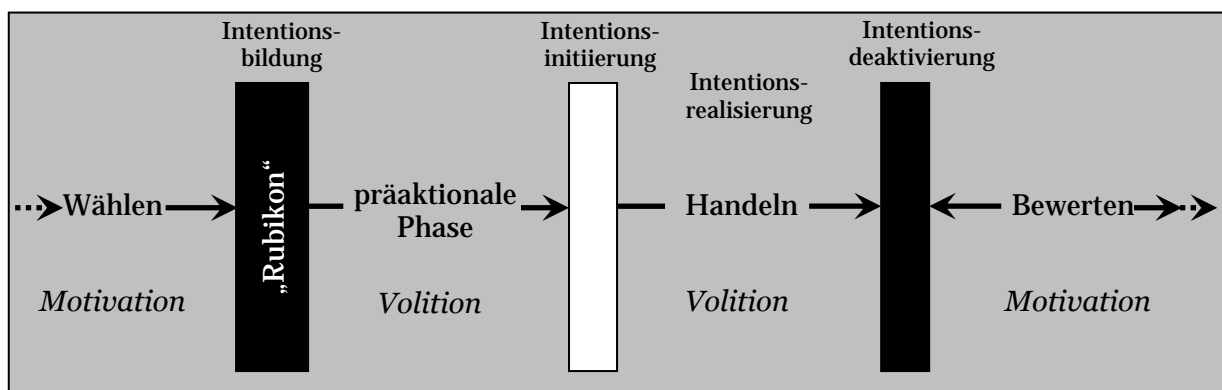 Intentions-
bildung
Intentions-
initiierung
Intentions-
realisierung
Intentions-
deaktivierung
Wählen
„Rubikon“
präaktionale
Phase
Handeln
Bewerten
Motivation
Volition
Volition
Motivation